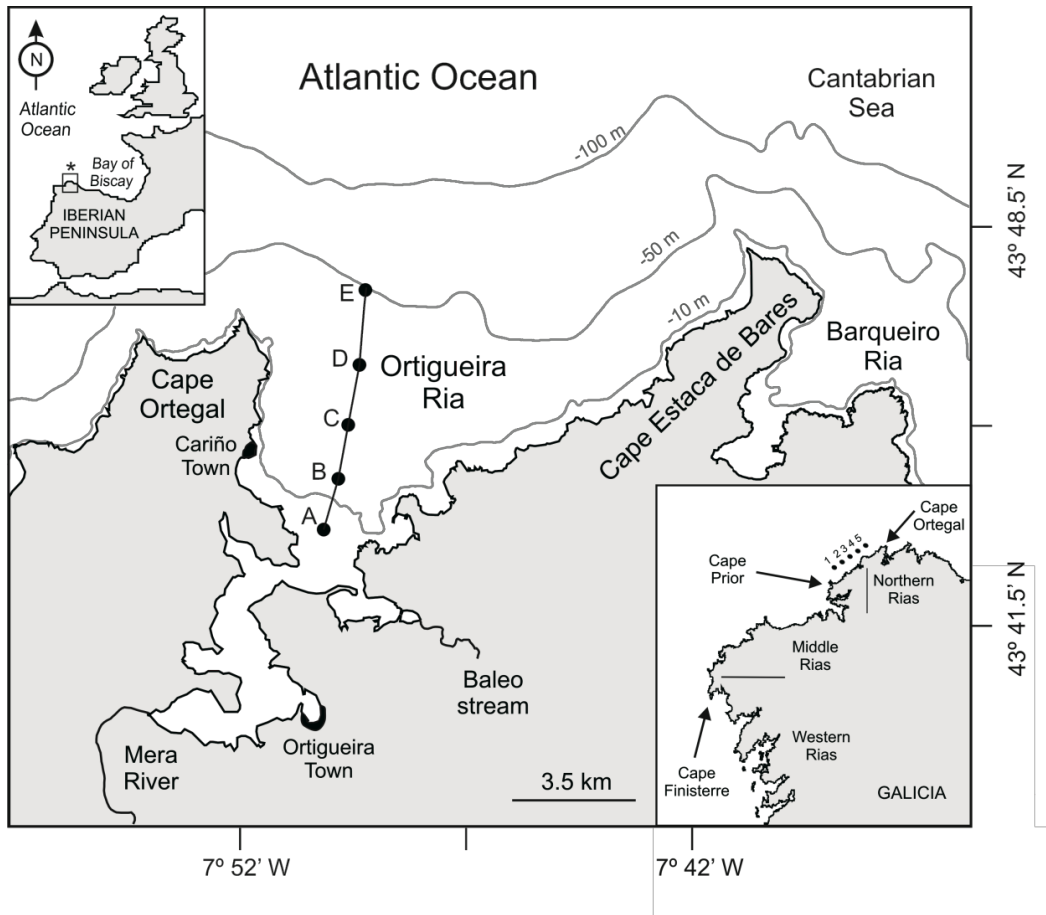 N
Atlantic
Ocean
*
Bay of
Biscay
IBERIAN
PENINSULA
Atlantic Ocean
Cantabrian
Sea
-100 m
-50 m
-10 m
43º 48.5' N
E
D
C
B
A
Ortigueira
Ria
Cape
Ortegal
Cariño
Town
Cape Estaca de Bares
Barqueiro
Ria
Baleo
stream
Mera
River
Ortigueira
Town
3.5 km
Cape
Ortegal
1 2 3 4 5
Cape
Prior
Northern
Rias
Middle
Rias
Western
Rias
Cape
Finisterre
GALICIA
43º 41.5' N
7º 52' W
7º 42' W